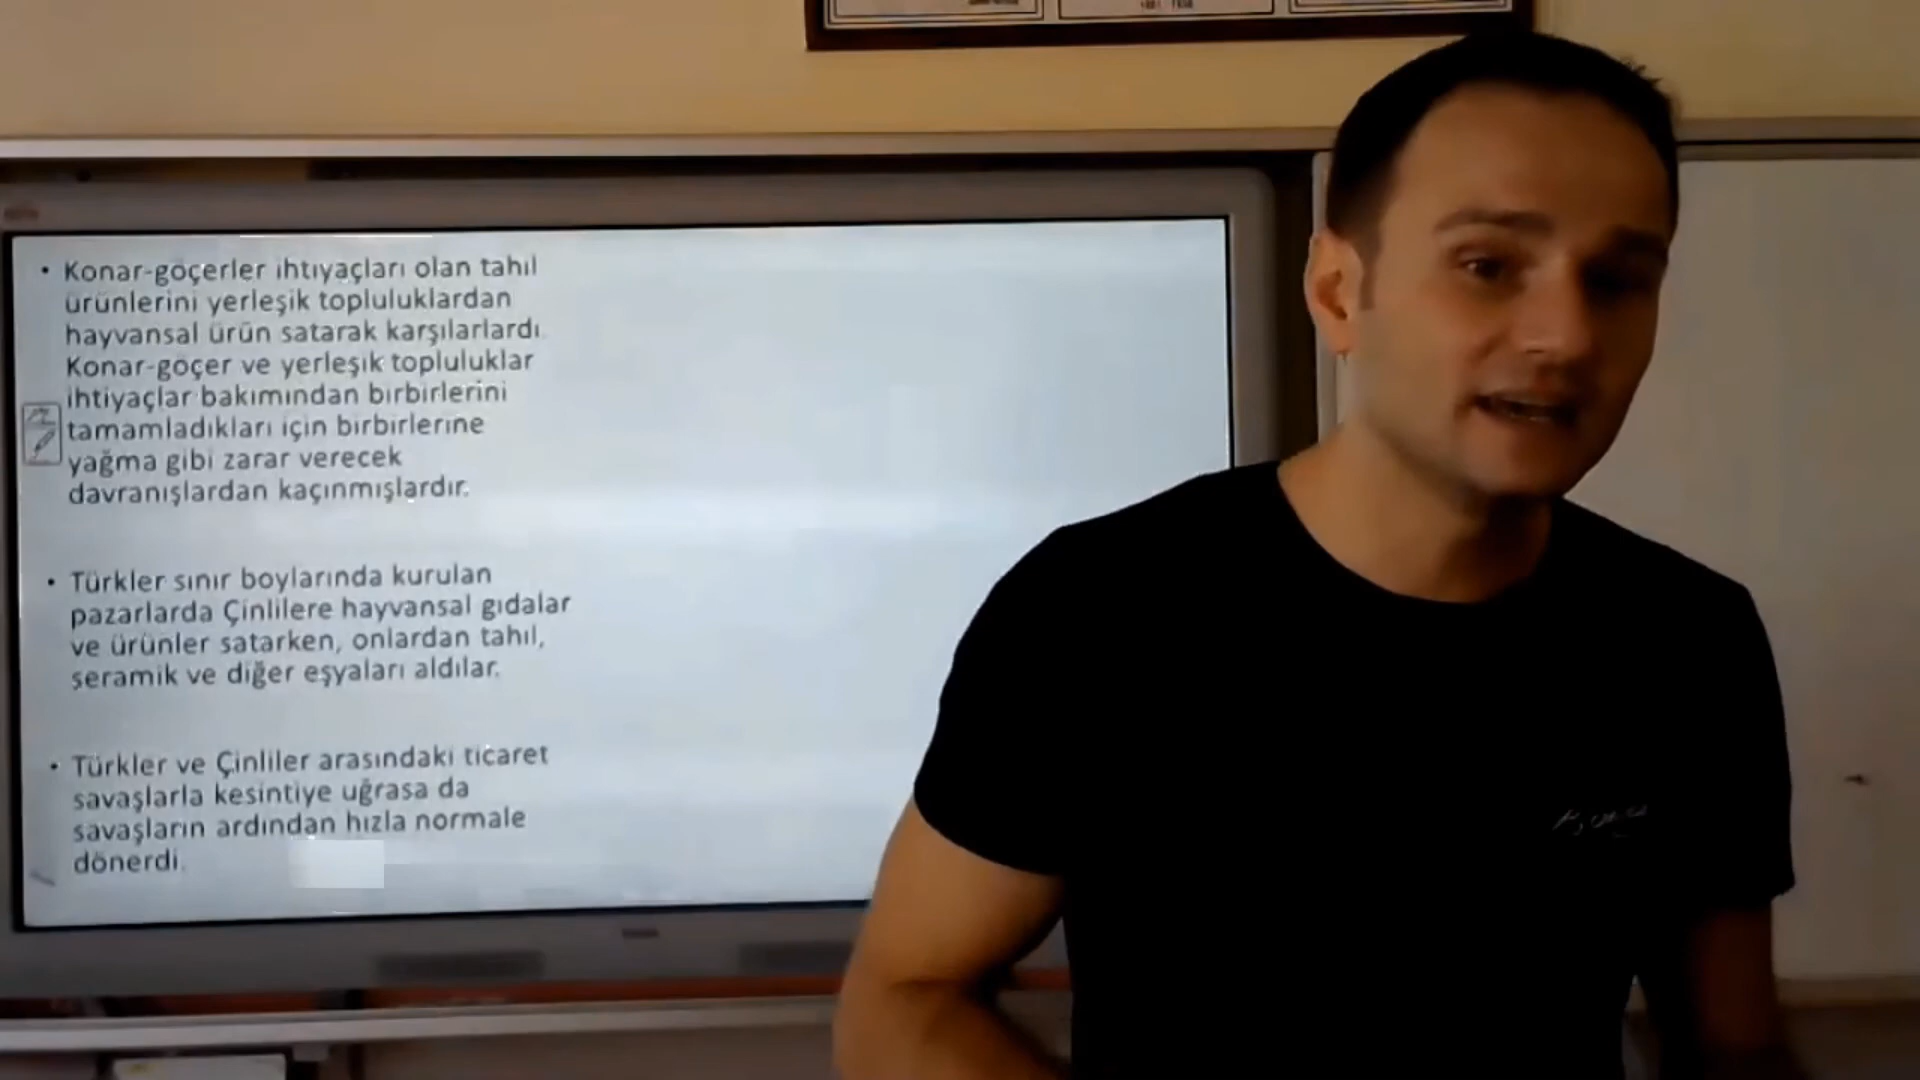 • Konar-göçerler ihtiyaçları olan tahıl
ürünlerini yerleşik topluluklardan
hayvansal ürün satarak karşılarlardı.
Konar-göçer ve yerleşik topluluklar
ihtiyaçlar bakımından birbirlerini
tamamladıkları için birbirlerine
yağma gibi zarar verecek
davranışlardan kaçınmışlardır.
• Türkler sınır boylarında kurulan
pazarlarda Çinlilere hayvansal gıdalar
ve ürünler satarken, onlardan tahıl,
seramik ve diğer eşyaları aldılar.
• Türkler ve Çinliler arasındaki ticaret
savaşlarla kesintiye uğrasa da
savaşların ardından hızla normale
dönerdi.